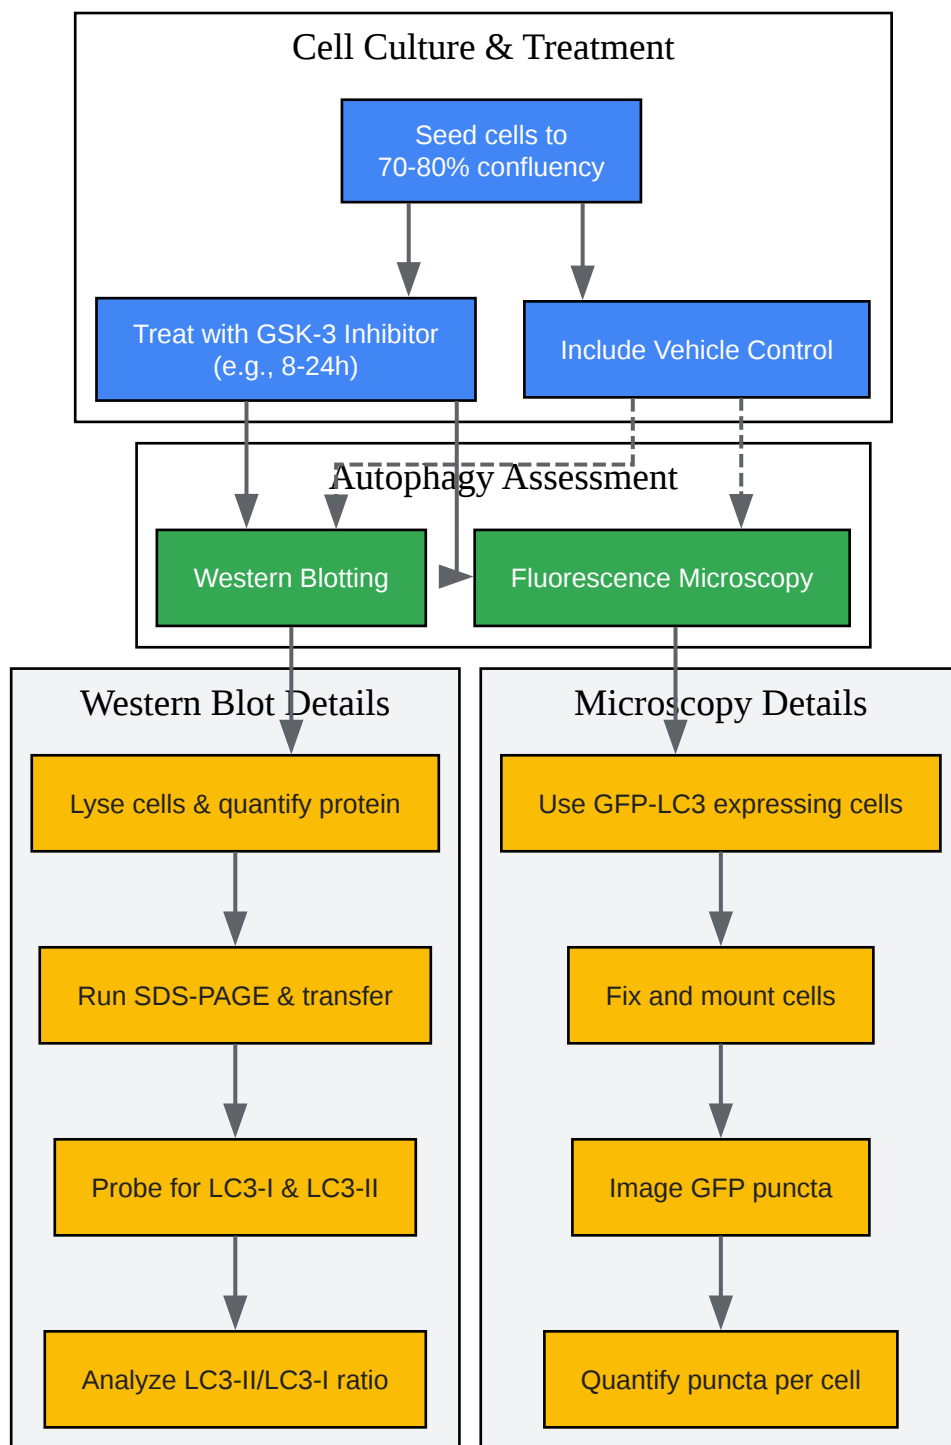 Cell Culture & Treatment
Seed cells to
70-80% confluency
Treat with GSK-3 Inhibitor
(e.g., 8-24h)
Include Vehicle Control
Autophagy Assessment
Western Blotting
Fluorescence Microscopy
Western Blot Details
Lyse cells & quantify protein
Run SDS-PAGE & transfer
Probe for LC3-I & LC3-II
Analyze LC3-II/LC3-I ratio
Microscopy Details
Use GFP-LC3 expressing cells
Fix and mount cells
Image GFP puncta
Quantify puncta per cell